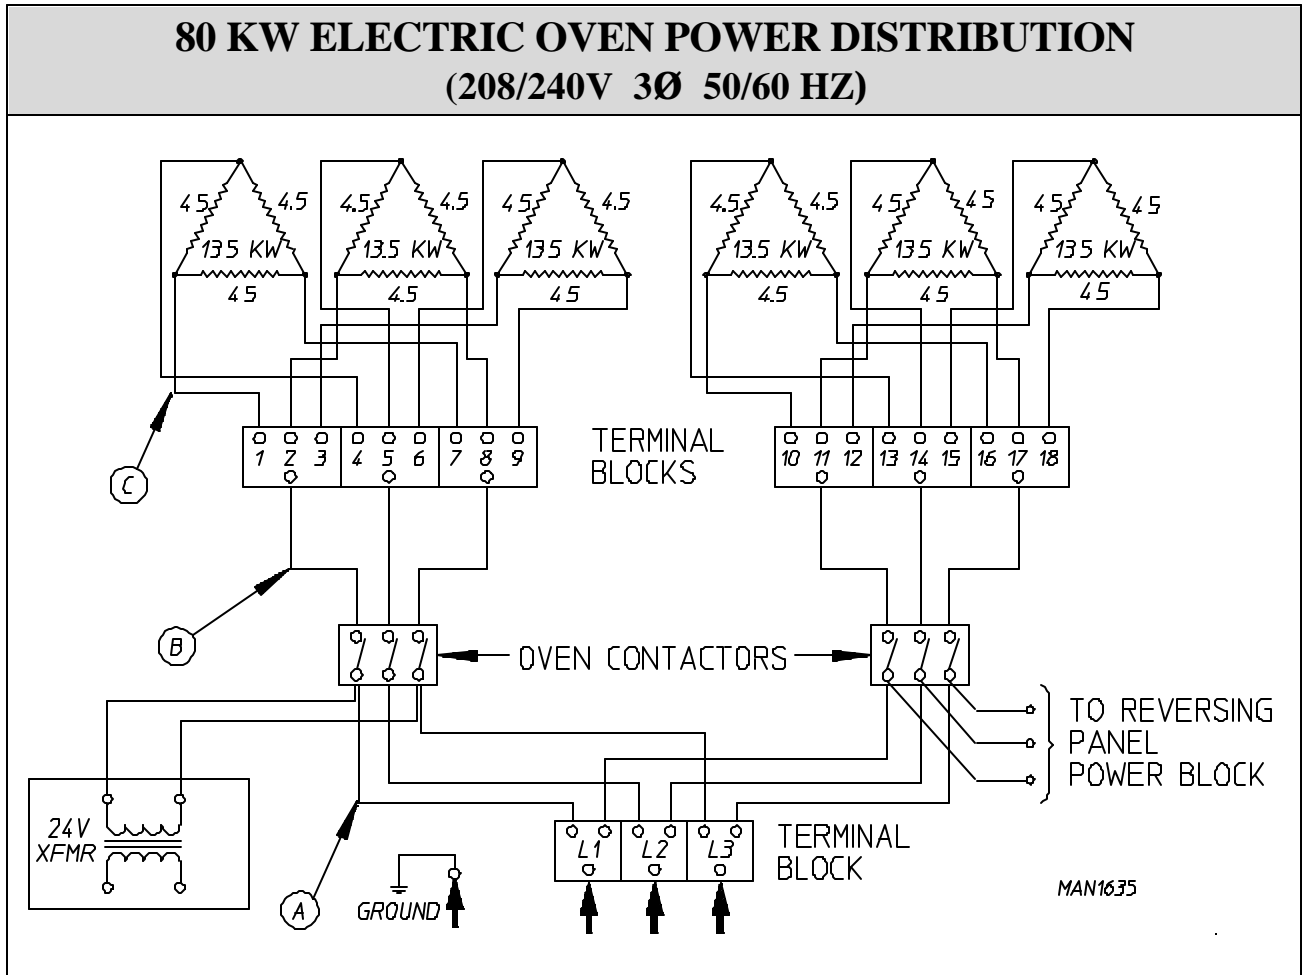 80 KW ELECTRIC OVEN POWER DISTRIBUTION
(208/240V 3Ø 50/60 HZ)
4.5 4.5 4.5 4.5 4.5 4.5 4.5 4.5 4.5 4.5 4.5 4.5
13.5 KW 13.5 KW 13.5 KW 13.5 KW 13.5 KW 13.5 KW
4.5 4.5 4.5 4.5 4.5 4.5
1 2 3 4 5 6 7 8 9
TERMINAL
BLOCKS
10 11 12 13 14 15 16 17 18
C
B
OVEN CONTACTORS
TO REVERSING
PANEL
POWER BLOCK
24V
XFMR
L1 L2 L3
TERMINAL
BLOCK
A
GROUND
MAN1635